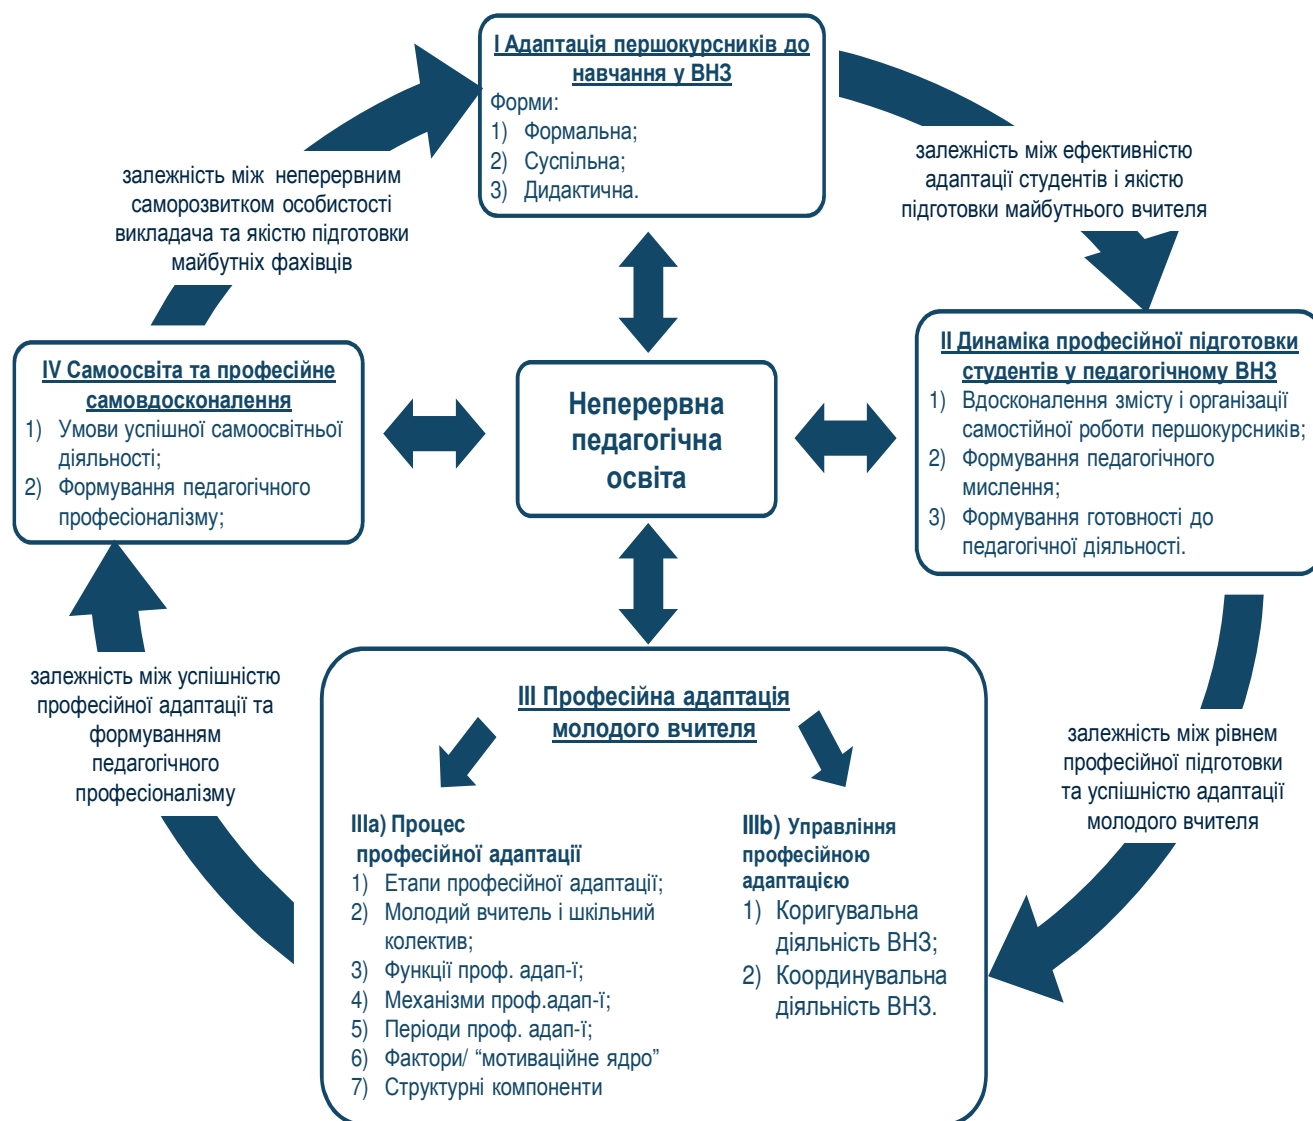 І Адаптація першокурсників до
навчання у ВНЗ
Форми:
1) Формальна;
2) Суспільна;
3) Дидактична.
залежність між ефективністю
адаптації студентів і якістю
підготовки майбутнього вчителя
залежність між неперервним
саморозвитком особистості
викладача та якістю підготовки
майбутніх фахівців
ІІ Динаміка професійної підготовки
студентів у педагогічному ВНЗ
1) Вдосконалення змісту і організації
самостійної роботи першокурсників;
2) Формування педагогічного
мислення;
3) Формування готовності до
педагогічної діяльності.
IV Самоосвіта та професійне
самовдосконалення
1) Умови успішної самоосвітньої
діяльності;
2) Формування педагогічного
професіоналізму;
Неперервна
педагогічна
освіта
залежність між рівнем
професійної підготовки
та успішністю адаптації
молодого вчителя
залежність між успішністю
професійної адаптації та
формуванням
педагогічного
професіоналізму
ІІІ Професійна адаптація
молодого вчителя
ІІІа) Процес
професійної адаптації
1) Етапи професійної адаптації;
2) Молодий вчитель і шкільний
колектив;
3) Функції проф. адап-ї;
4) Механізми проф.адап-ї;
5) Періоди проф. адап-ї;
6) Фактори/ “мотиваційне ядро”
7) Структурні компоненти
ІІІb) Управління
професійною
адаптацією
1) Коригувальна
діяльність ВНЗ;
2) Координувальна
діяльність ВНЗ.